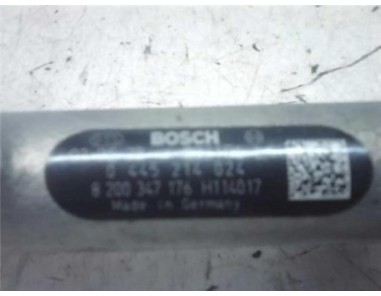 BOSCH
0 445 214 024
8 200 347 176 H114017
Made in Germany